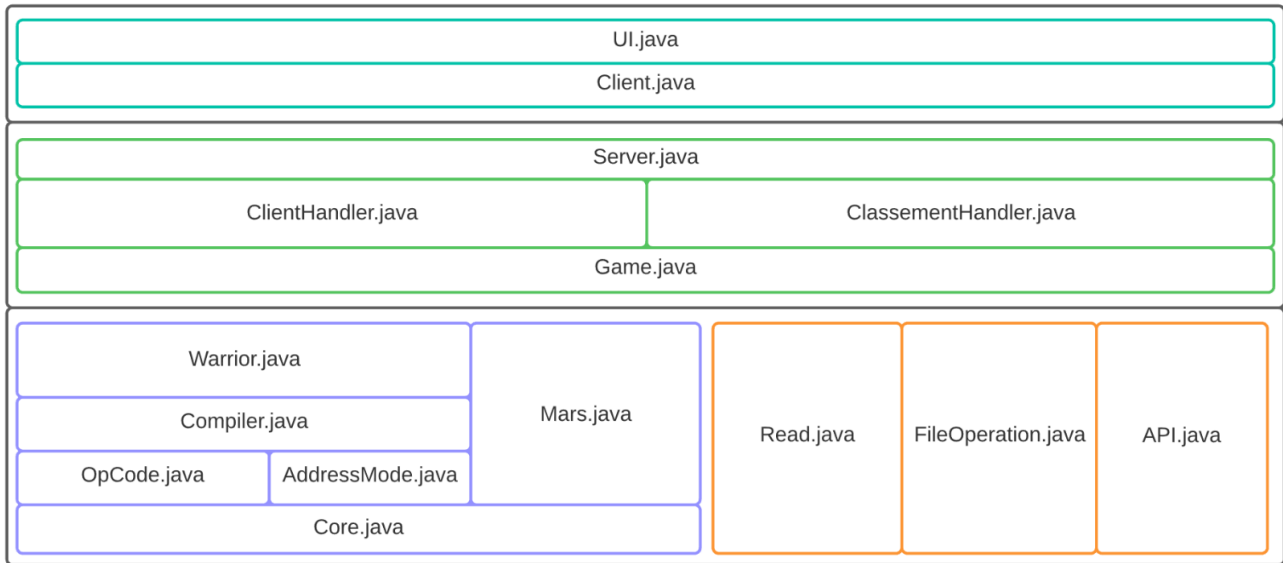 UI.java
Client.java
Server.java
ClientHandler.java
ClassementHandler.java
Game.java
Warrior.java
Compiler.java
OpCode.java
AddressMode.java
Mars.java
Core.java
Read.java
FileOperation.java
API.java